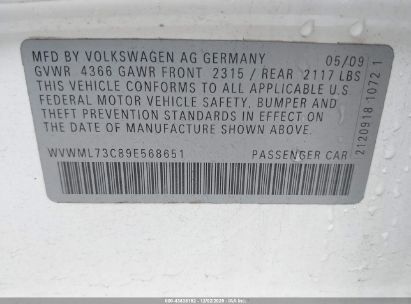 MFD BY VOLKSWAGEN AG GERMANY 05/09
GVWR 4366 GAWR FRONT 2315 / REAR 2117 LBS
THIS VEHICLE CONFORMS TO ALL APPLICABLE U.S
FEDERAL MOTOR VEHICLE SAFETY, BUMPER AND
THEFT PREVENTION STANDARDS IN EFFECT ON THE
DATE OF MANUFACTURE SHOWN ABOVE.
WVWML73C89E568651 PASSENGER CAR
2120918 1072 1